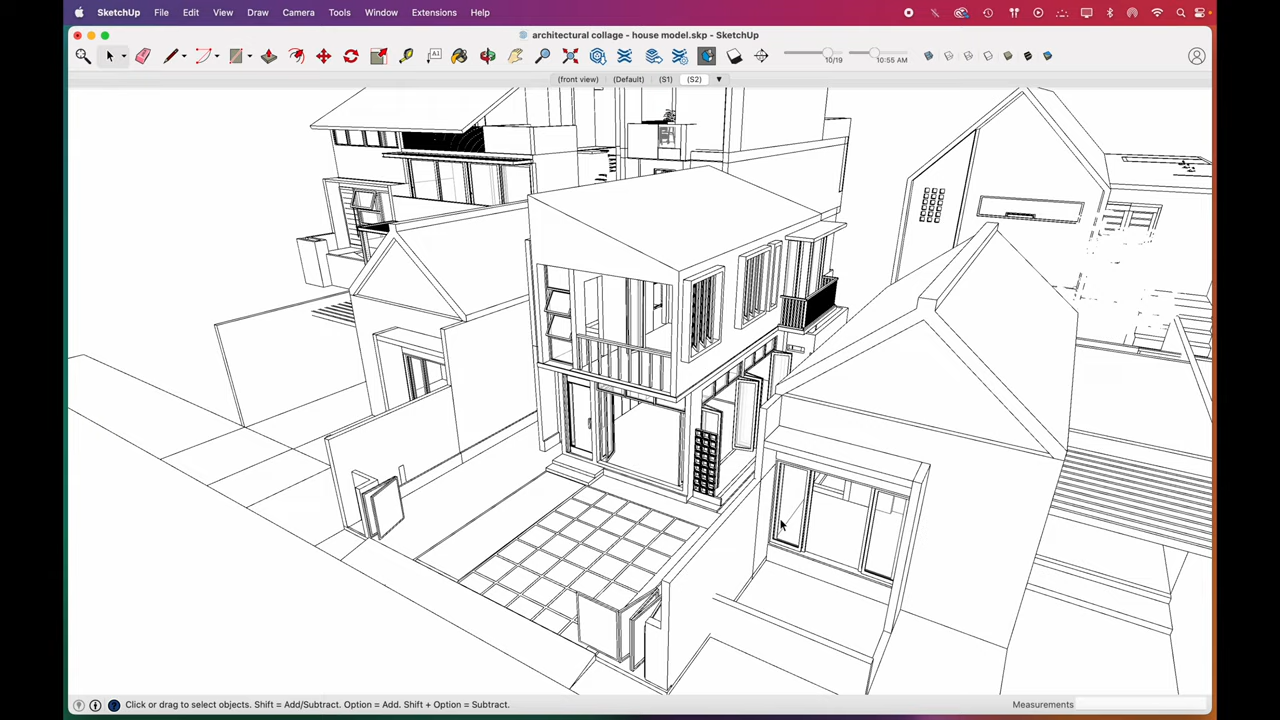 SketchUp File Edit View Draw Camera Tools Window Extensions Help
architectural collage - house model.skp - SketchUp
A1
10/19 10:55 AM
(front view) (Default) (S1) (S2)
Click or drag to select objects. Shift = Add/Subtract. Option = Add. Shift + Option = Subtract. Measurements